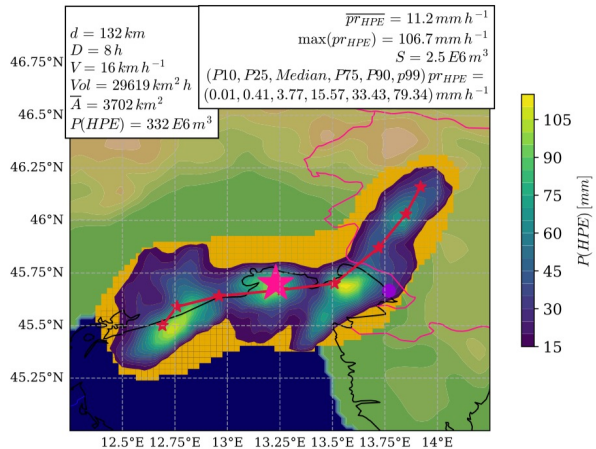 d = 132 km
D = 8 h
V = 16 km h⁻¹
Vol = 29619 km² h
A̅ = 3702 km²
P(HPE) = 332 E6 m³
p̅r̅_HPE = 11.2 mm h⁻¹
max(pr_HPE) = 106.7 mm h⁻¹
S = 2.5 E6 m³
(P10, P25, Median, P75, P90, p99) pr_HPE =
(0.01, 0.41, 3.77, 15.57, 33.43, 79.34) mm h⁻¹
46.75°N
46.5°N
46.25°N
46°N
45.75°N
45.5°N
45.25°N
12.5°E 12.75°E 13°E 13.25°E 13.5°E 13.75°E 14°E
105
90
75
60
45
30
15
P(HPE) [mm]